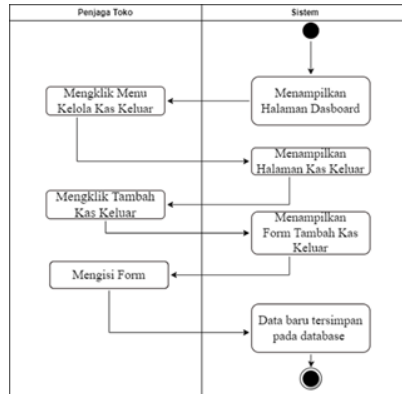 Penjaga Toko
Sistem
Menampilkan
Halaman Dasboard
Mengklik Menu
Kelola Kas Keluar
Menampilkan
Halaman Kas Keluar
Mengklik Tambah
Kas Keluar
Menampilkan
Form Tambah Kas
Keluar
Mengisi Form
Data baru tersimpan
pada database